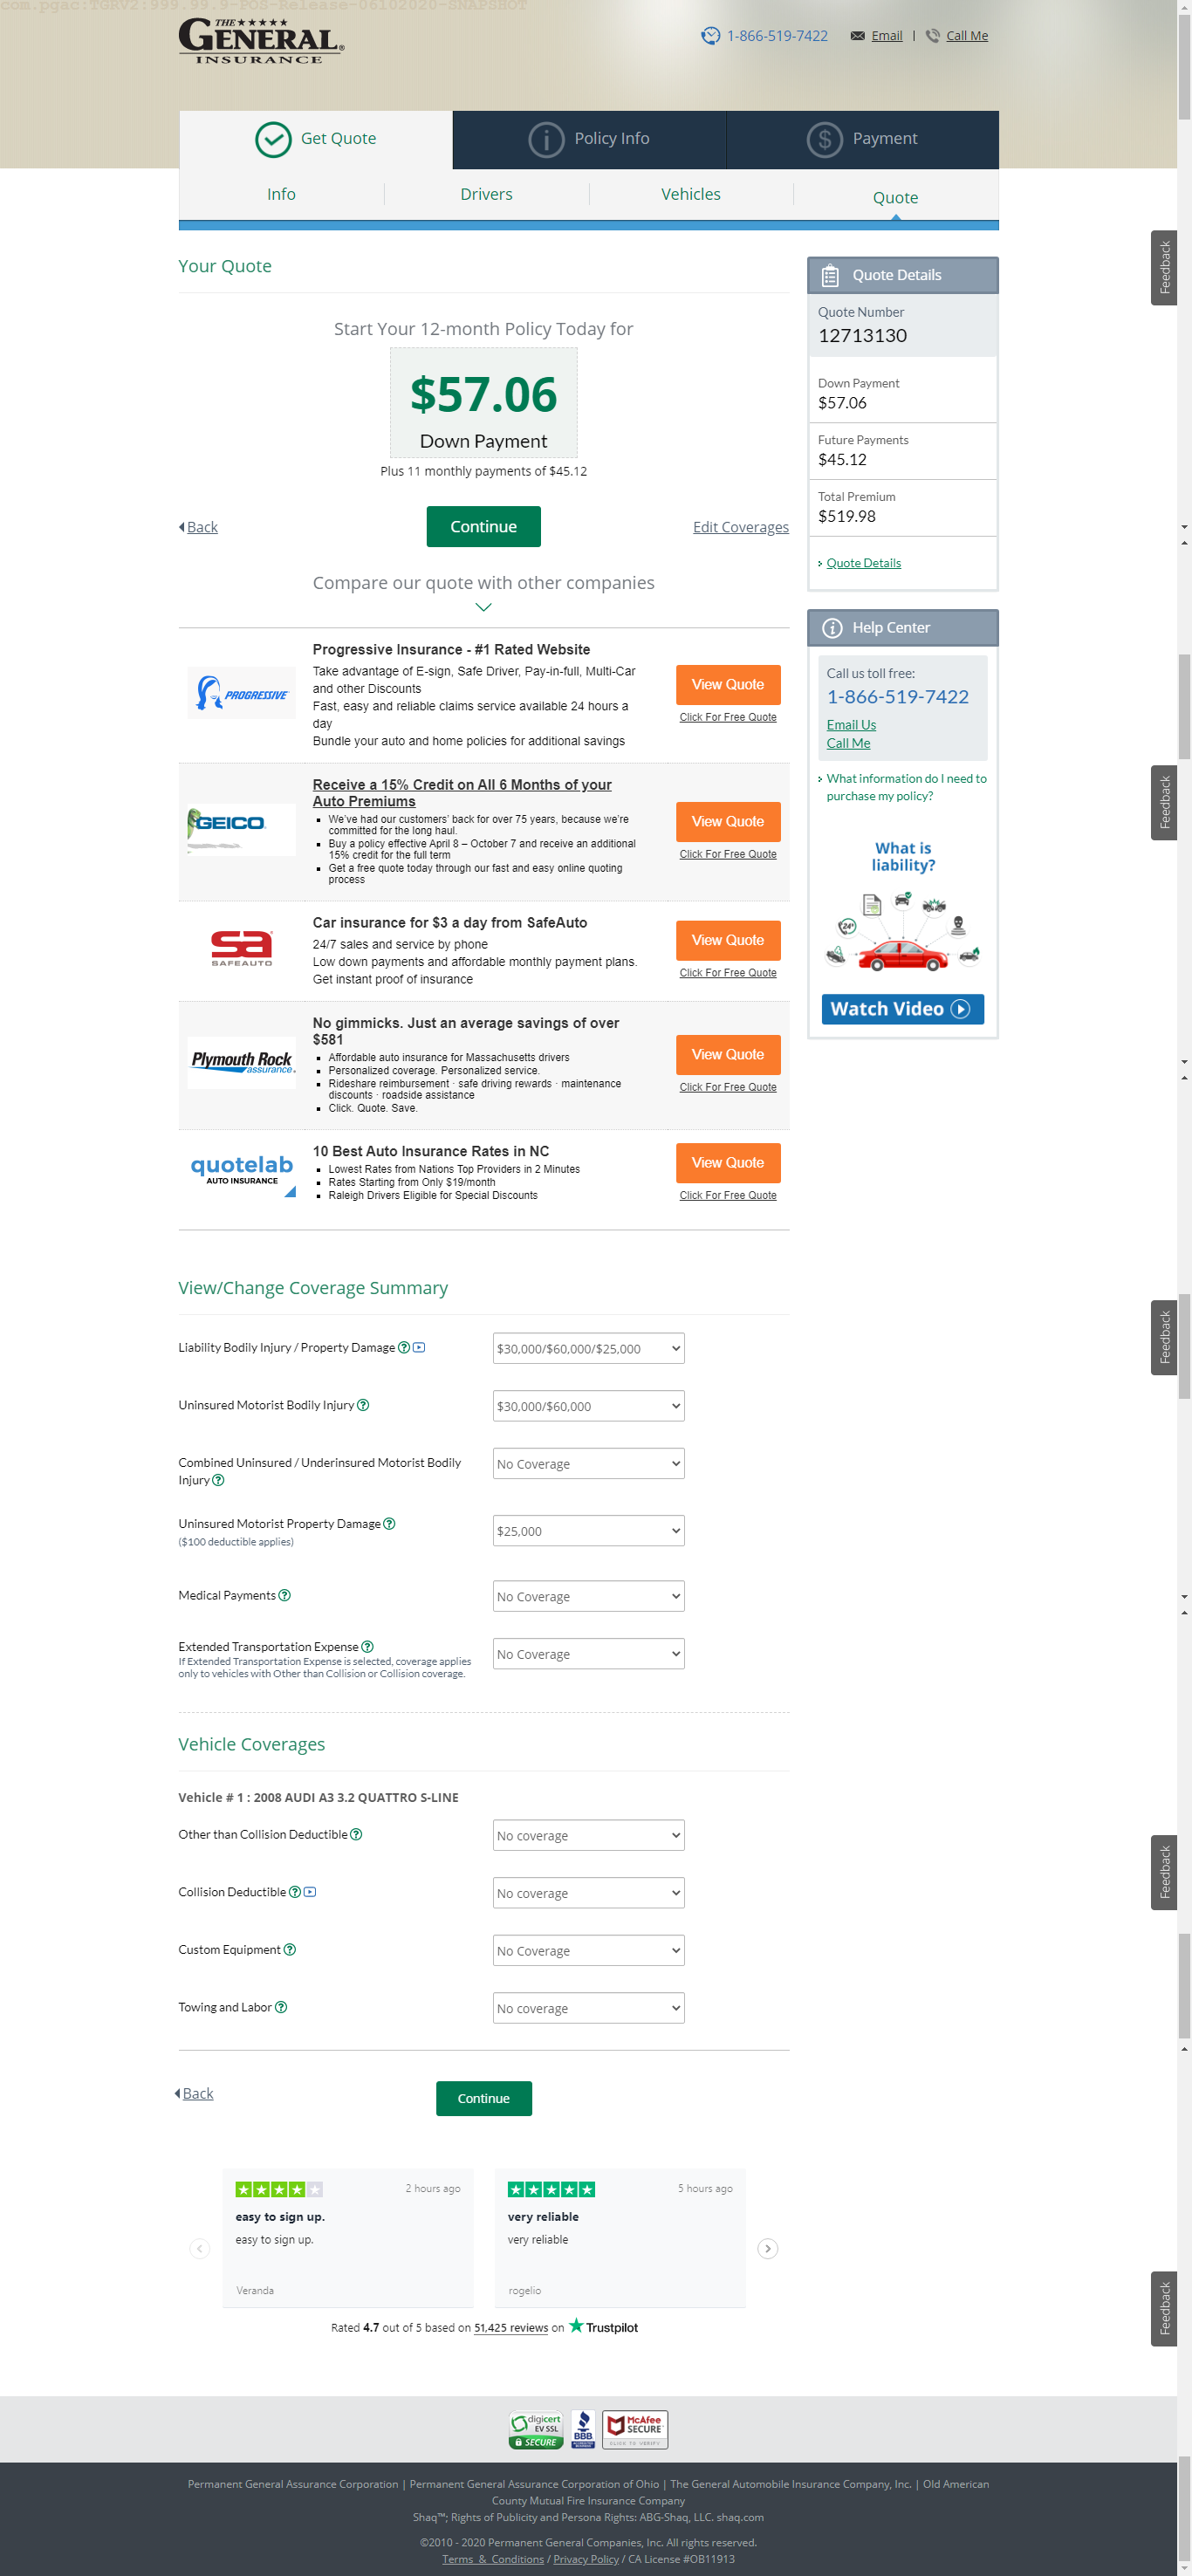 com.pgac:TGRV2:999.99.9-POS-Release-06102020-SNAPSHOT
THE
GENERAL®
INSURANCE
1-866-519-7422
Email | Call Me
Get Quote
Policy Info
Payment
Info
Drivers
Vehicles
Quote
Your Quote
Start Your 12-month Policy Today for
$57.06
Down Payment
Plus 11 monthly payments of $45.12
Back
Continue
Edit Coverages
Compare our quote with other companies
PROGRESSIVE
Progressive Insurance - #1 Rated Website
Take advantage of E-sign, Safe Driver, Pay-in-full, Multi-Car
and other Discounts
Fast, easy and reliable claims service available 24 hours a
day
Bundle your auto and home policies for additional savings
View Quote
Click For Free Quote
GEICO
Receive a 15% Credit on All 6 Months of your
Auto Premiums
We've had our customers' back for over 75 years, because we're
committed for the long haul.
Buy a policy effective April 8 – October 7 and receive an additional
15% credit for the full term
Get a free quote today through our fast and easy online quoting
process
View Quote
Click For Free Quote
sa
SAFEAUTO
Car insurance for $3 a day from SafeAuto
24/7 sales and service by phone
Low down payments and affordable monthly payment plans.
Get instant proof of insurance
View Quote
Click For Free Quote
Plymouth Rock
assurance.
No gimmicks. Just an average savings of over
$581
Affordable auto insurance for Massachusetts drivers
Personalized coverage. Personalized service.
Rideshare reimbursement · safe driving rewards · maintenance
discounts · roadside assistance
Click. Quote. Save.
View Quote
Click For Free Quote
quotelab
AUTO INSURANCE
10 Best Auto Insurance Rates in NC
Lowest Rates from Nations Top Providers in 2 Minutes
Rates Starting from Only $19/month
Raleigh Drivers Eligible for Special Discounts
View Quote
Click For Free Quote
Quote Details
Quote Number
12713130
Down Payment
$57.06
Future Payments
$45.12
Total Premium
$519.98
Quote Details
Help Center
Call us toll free:
1-866-519-7422
Email Us
Call Me
What information do I need to
purchase my policy?
What is
liability?
24*
Watch Video
View/Change Coverage Summary
Liability Bodily Injury / Property Damage
$30,000/$60,000/$25,000
Uninsured Motorist Bodily Injury
$30,000/$60,000
Combined Uninsured / Underinsured Motorist Bodily
Injury
No Coverage
Uninsured Motorist Property Damage
($100 deductible applies)
$25,000
Medical Payments
No Coverage
Extended Transportation Expense
If Extended Transportation Expense is selected, coverage applies
only to vehicles with Other than Collision or Collision coverage.
No Coverage
Vehicle Coverages
Vehicle # 1 : 2008 AUDI A3 3.2 QUATTRO S-LINE
Other than Collision Deductible
No coverage
Collision Deductible
No coverage
Custom Equipment
No Coverage
Towing and Labor
No coverage
Back
Continue
2 hours ago
easy to sign up.
easy to sign up.
Veranda
5 hours ago
very reliable
very reliable
rogelio
Rated 4.7 out of 5 based on 51,425 reviews on Trustpilot
Feedback
Feedback
Feedback
Feedback
Feedback
digicert
EV SSL
SECURE
BBB
McAfee
SECURE
CLICK TO VERIFY
Permanent General Assurance Corporation | Permanent General Assurance Corporation of Ohio | The General Automobile Insurance Company, Inc. | Old American
County Mutual Fire Insurance Company
Shaq™; Rights of Publicity and Persona Rights: ABG-Shaq, LLC. shaq.com
©2010 - 2020 Permanent General Companies, Inc. All rights reserved.
Terms & Conditions / Privacy Policy / CA License #OB11913